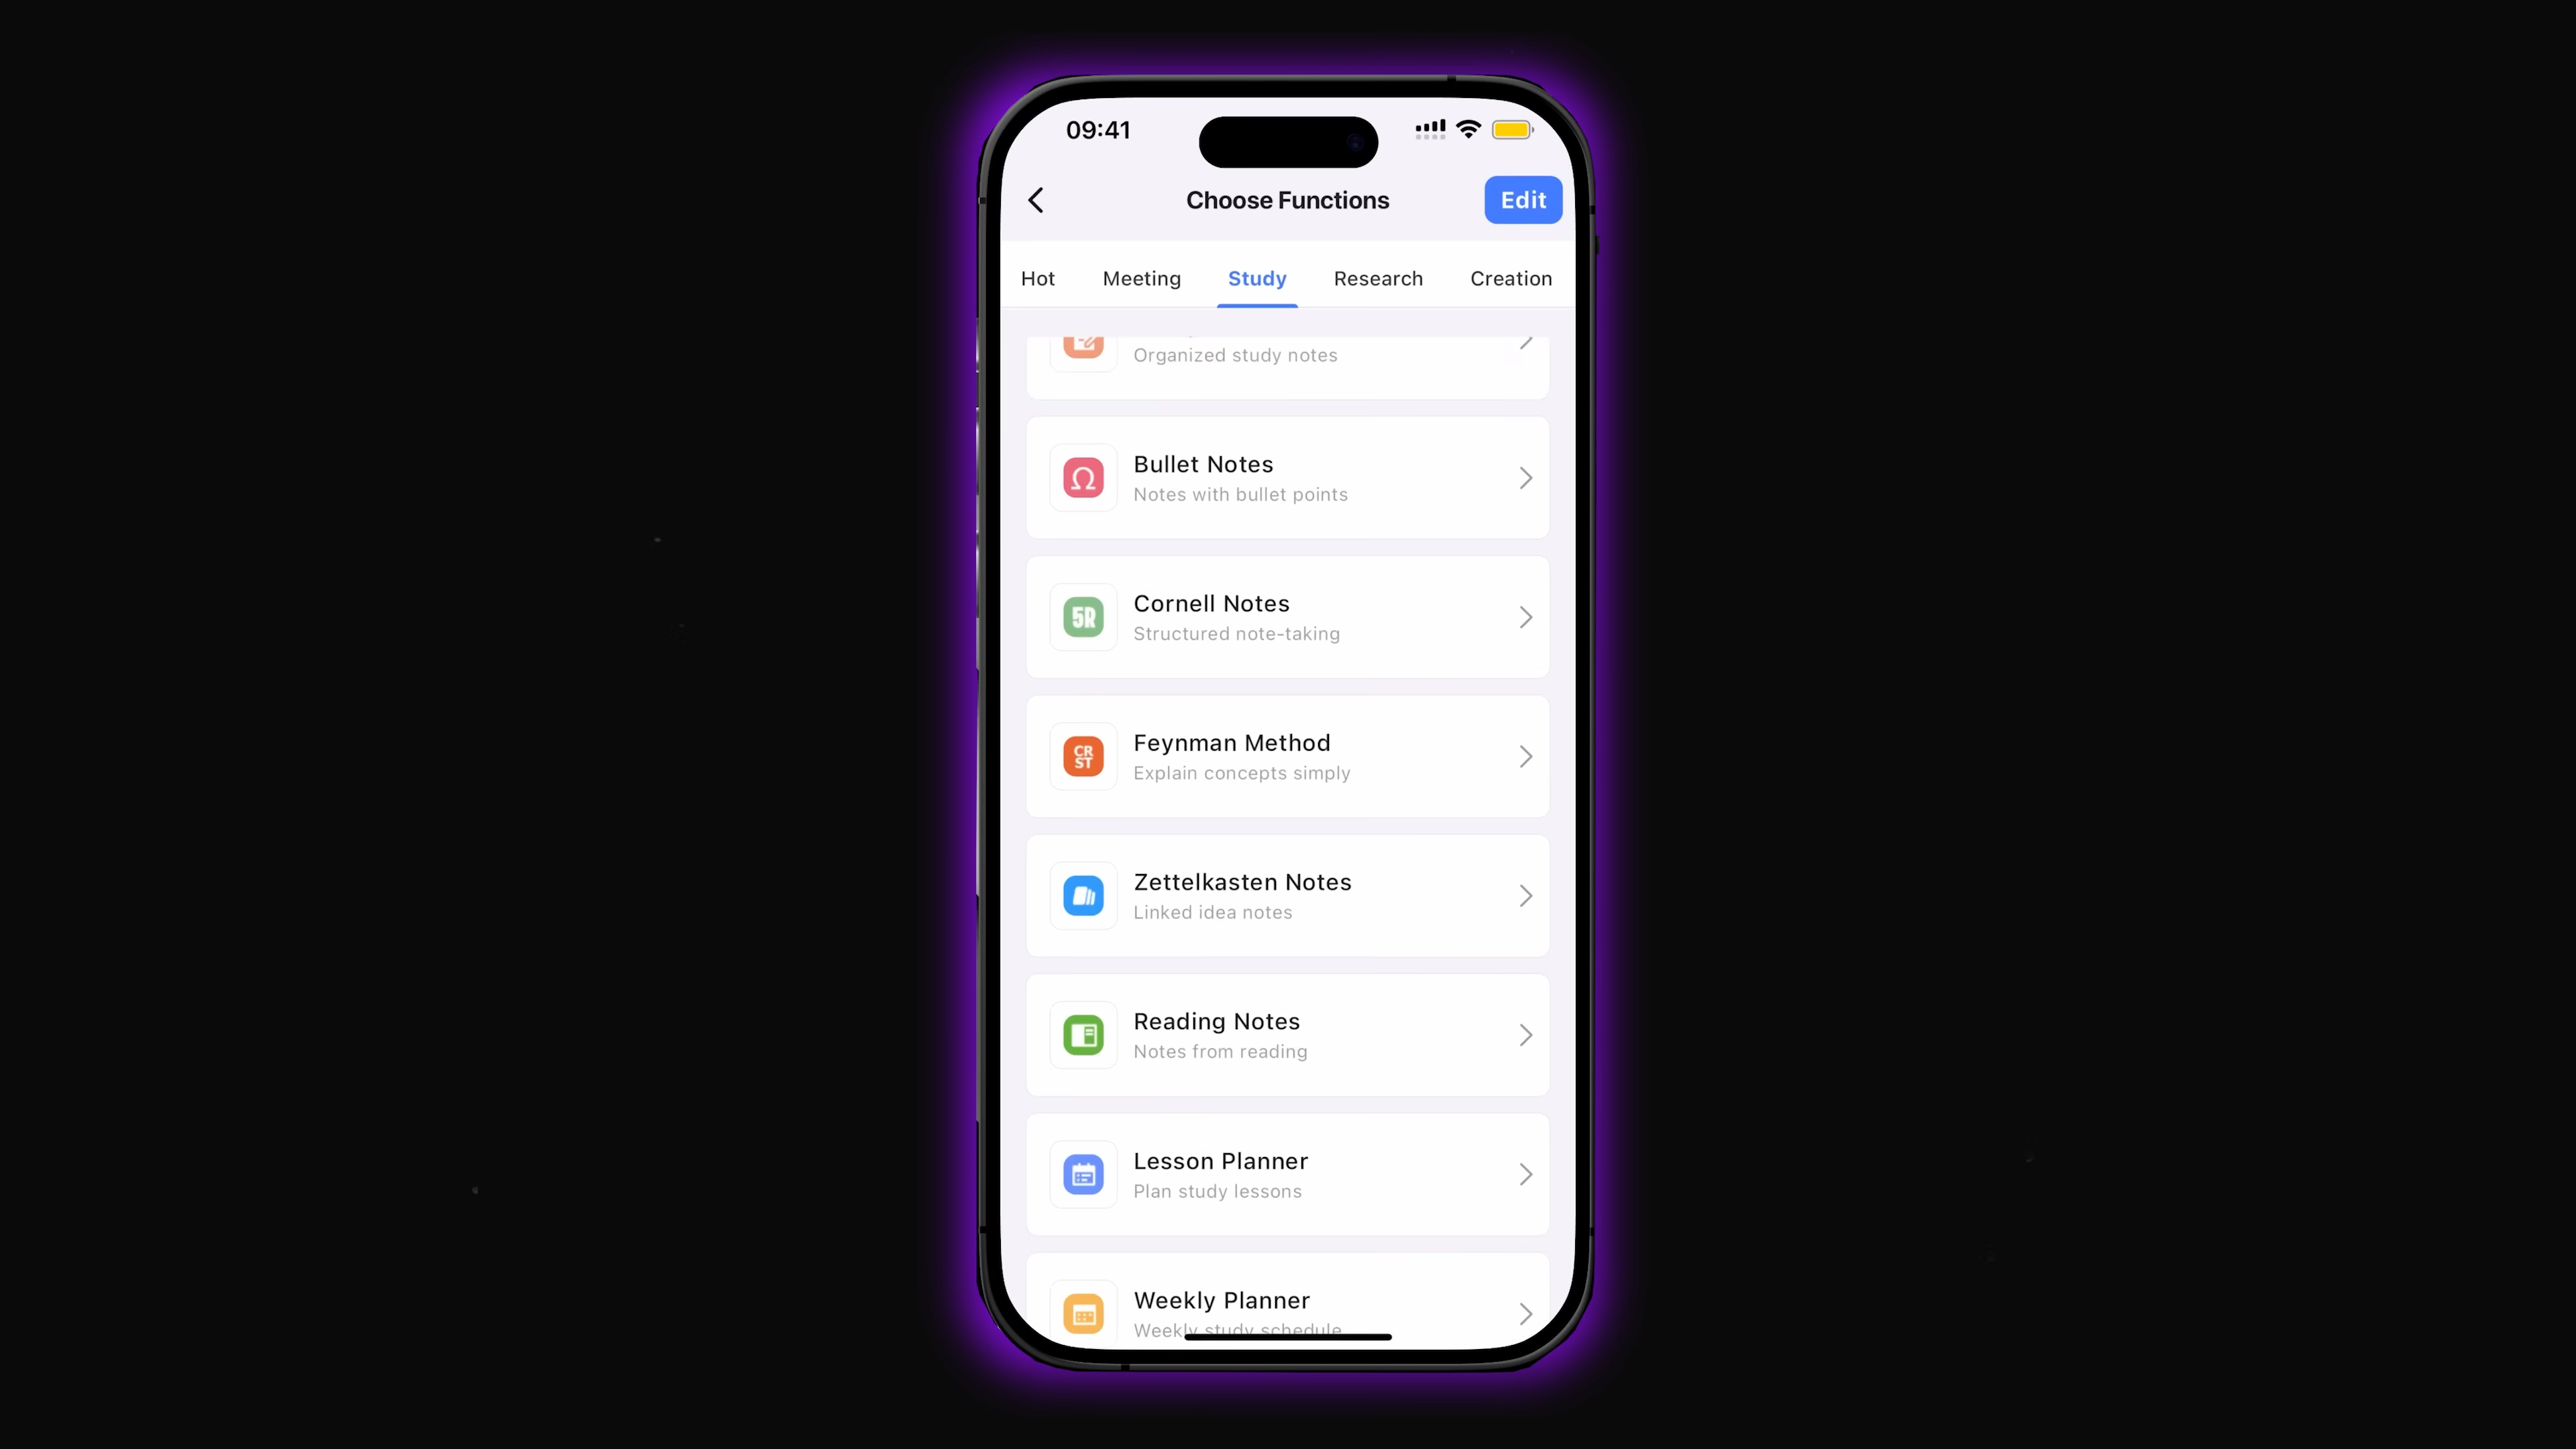 09:41
Choose Functions
Edit
Hot
Meeting
Study
Research
Creation
Organized study notes
Bullet Notes
Notes with bullet points
5R
Cornell Notes
Structured note-taking
CR
ST
Feynman Method
Explain concepts simply
Zettelkasten Notes
Linked idea notes
Reading Notes
Notes from reading
Lesson Planner
Plan study lessons
Weekly Planner
Weekly study schedule